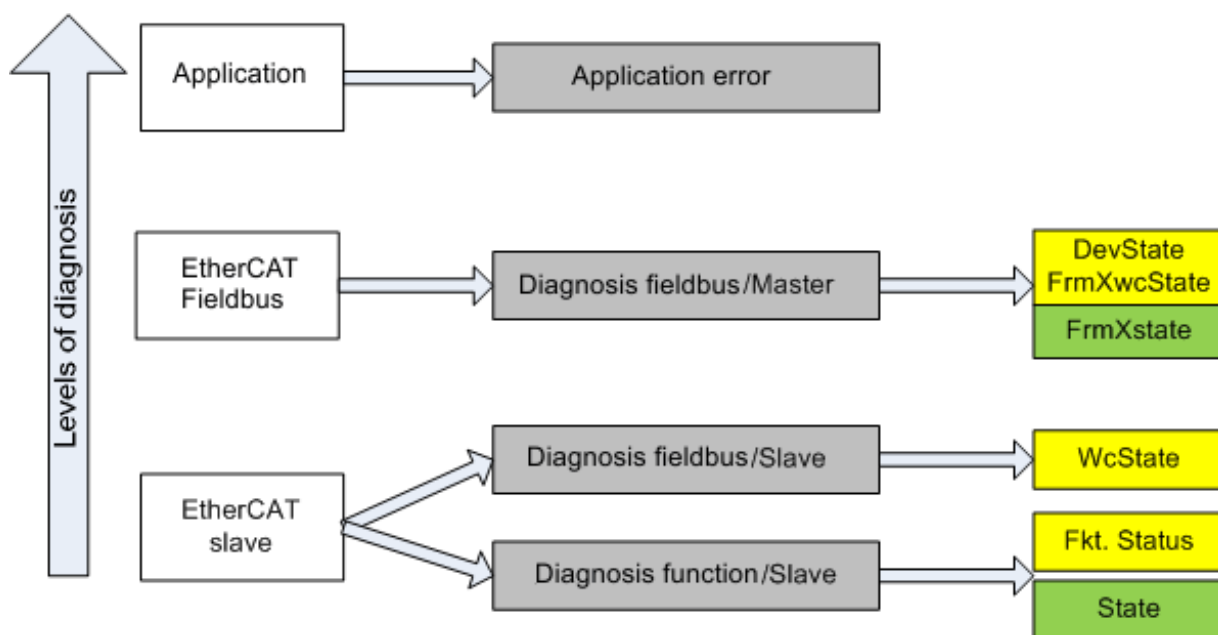 Levels of diagnosis
Application
Application error
EtherCAT
Fieldbus
Diagnosis fieldbus/Master
DevState
FrmXwcState
FrmXstate
EtherCAT
slave
Diagnosis fieldbus/Slave
WcState
Diagnosis function/Slave
Fkt. Status
State